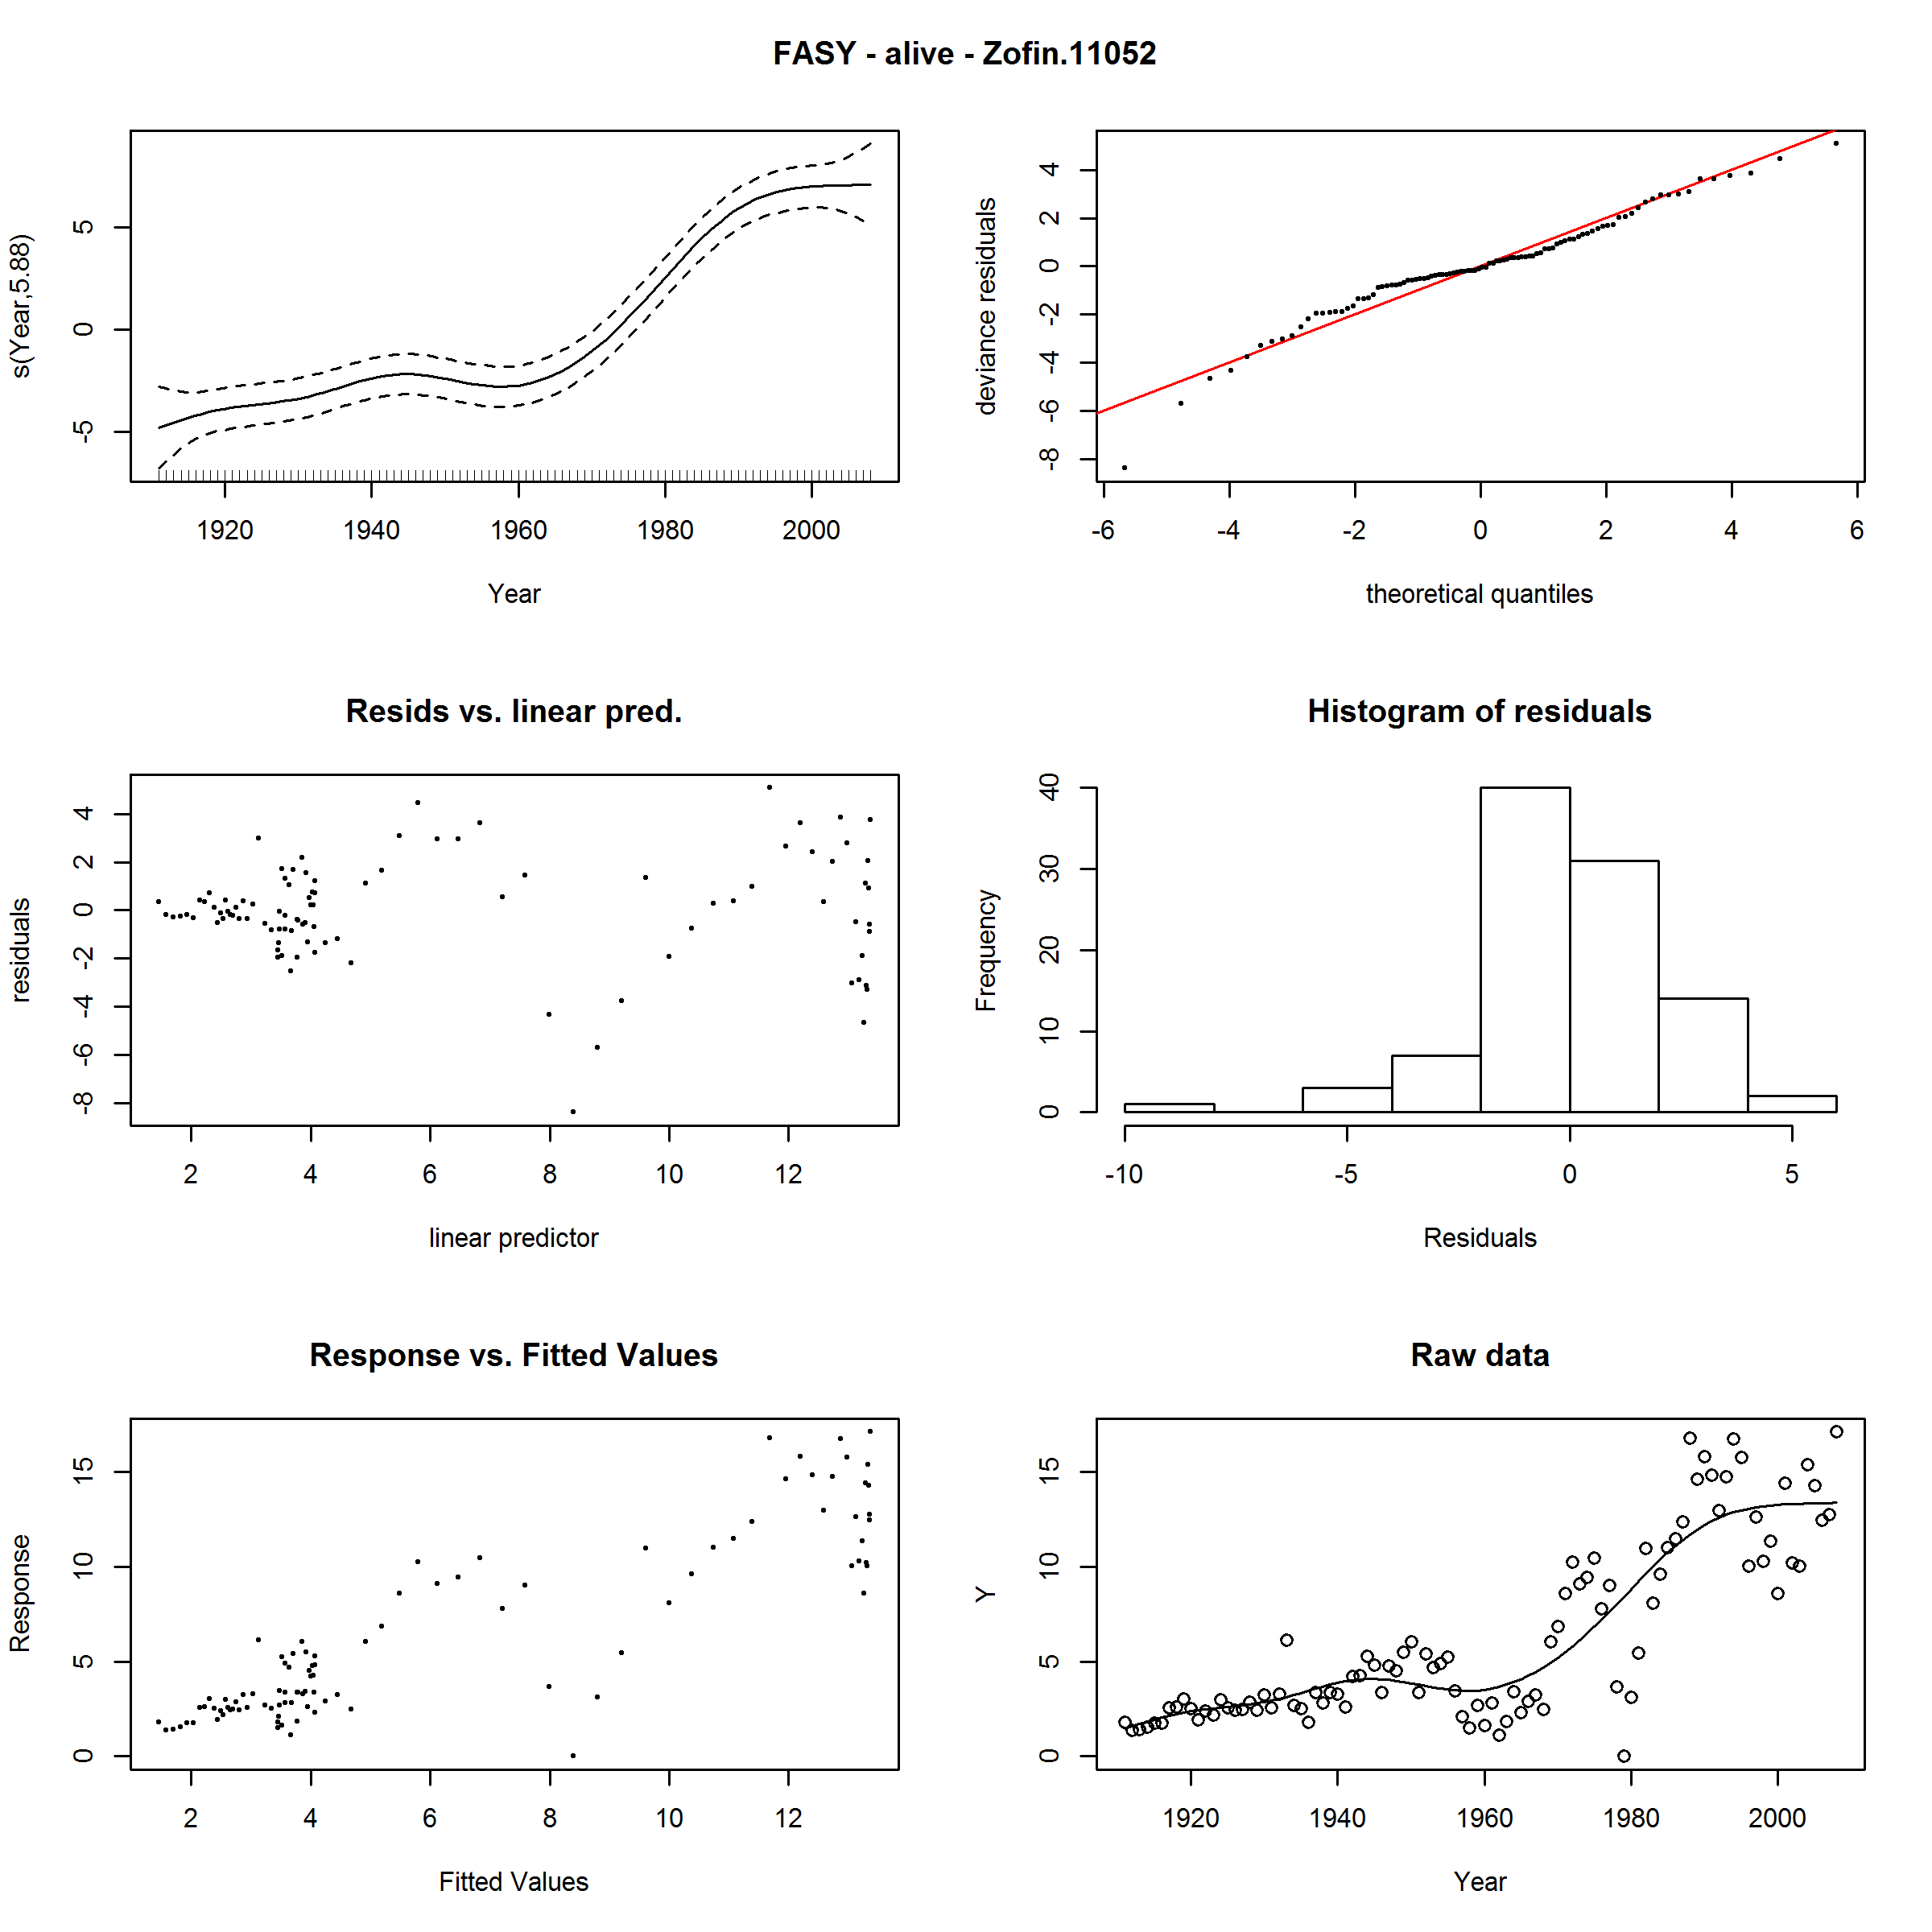 FASY - alive - Zofin.11052
s(Year,5.88)
5
0
-5
1920 1940 1960 1980 2000
Year
deviance residuals
4
2
0
-2
-4
-6
-8
-6 -4 -2 0 2 4 6
theoretical quantiles
Resids vs. linear pred.
residuals
4
2
0
-2
-4
-6
-8
2 4 6 8 10 12
linear predictor
Histogram of residuals
Frequency
40
30
20
10
0
-10 -5 0 5
Residuals
Response vs. Fitted Values
Response
15
10
5
0
2 4 6 8 10 12
Fitted Values
Raw data
Y
15
10
5
0
1920 1940 1960 1980 2000
Year